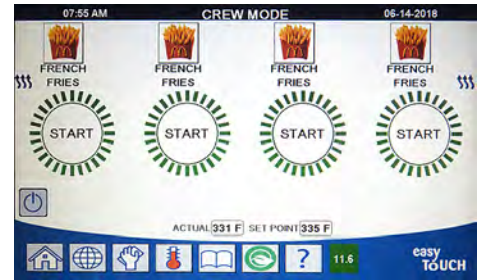 07:55 AM CREW MODE 06-14-2018
FRENCH FRIES
FRENCH FRIES
FRENCH FRIES
FRENCH FRIES
START START START START
ACTUAL 331 F SET POINT 335 F
? 11.6 easy ToUCH